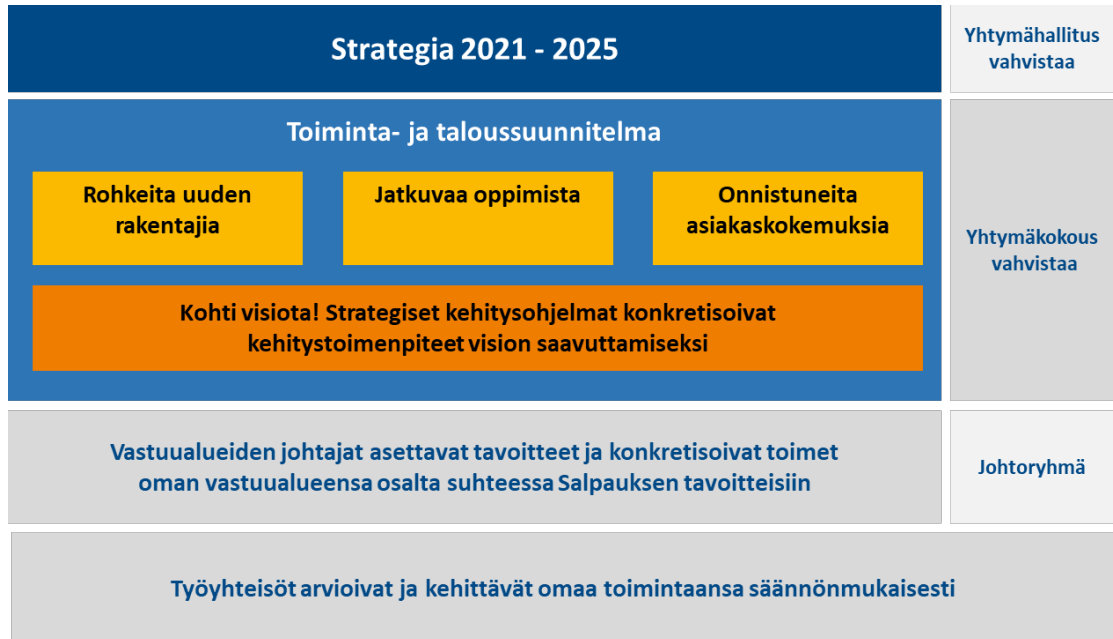 Strategia 2021 - 2025
Yhtymähallitus
vahvistaa
Toiminta- ja taloussuunnitelma
Rohkeita uuden
rakentajia
Jatkuvaa oppimista
Onnistuneita
asiakaskokemuksia
Kohti visiota! Strategiset kehitysohjelmat konkretisoivat
kehitystoimenpiteet vision saavuttamiseksi
Yhtymäkokous
vahvistaa
Vastuualueiden johtajat asettavat tavoitteet ja konkretisoivat toimet
oman vastuualueensa osalta suhteessa Salpauksen tavoitteisiin
Johtoryhmä
Työyhteisöt arvioivat ja kehittävät omaa toimintaansa säännönmukaisesti